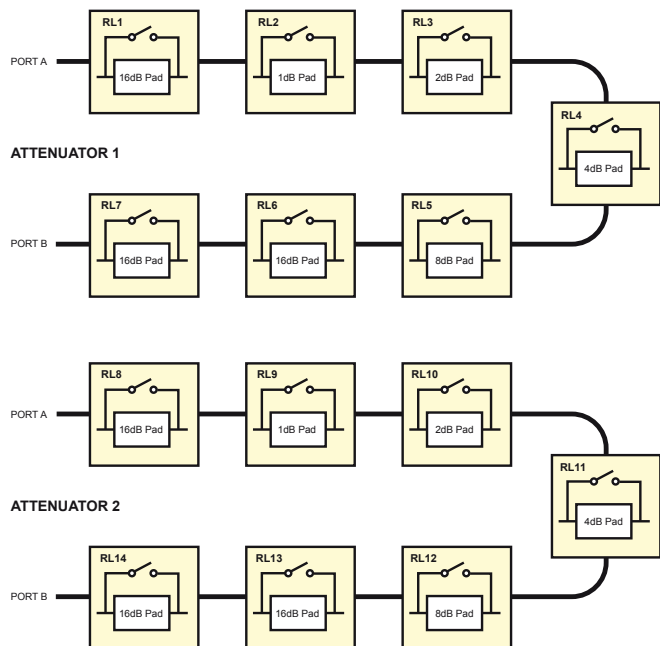 RL1
RL2
RL3
PORT A
16dB Pad
1dB Pad
2dB Pad
RL4
4dB Pad
ATTENUATOR 1
RL7
RL6
RL5
PORT B
16dB Pad
16dB Pad
8dB Pad
RL8
RL9
RL10
PORT A
16dB Pad
1dB Pad
2dB Pad
RL11
4dB Pad
ATTENUATOR 2
RL14
RL13
RL12
PORT B
16dB Pad
16dB Pad
8dB Pad